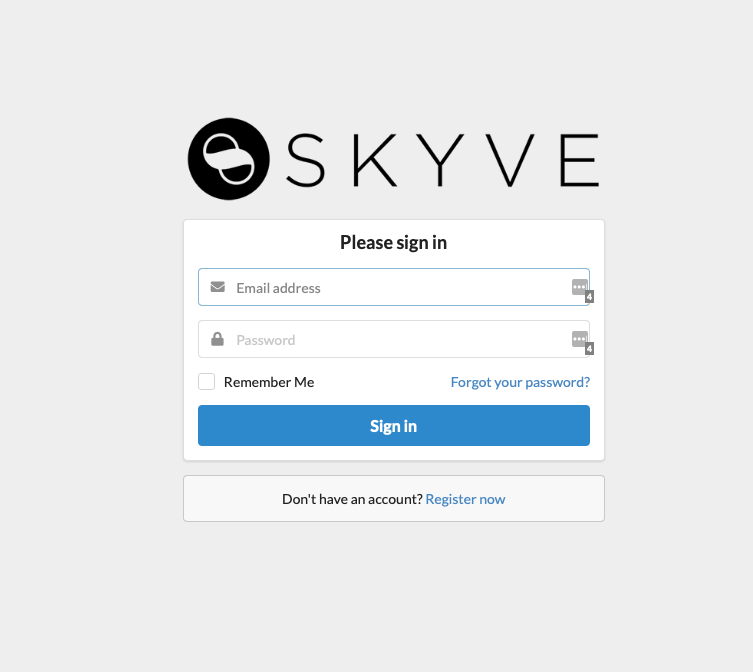 SKYVE
Please sign in
Email address
4
Password
4
Remember Me Forgot your password?
Sign in
Don't have an account? Register now